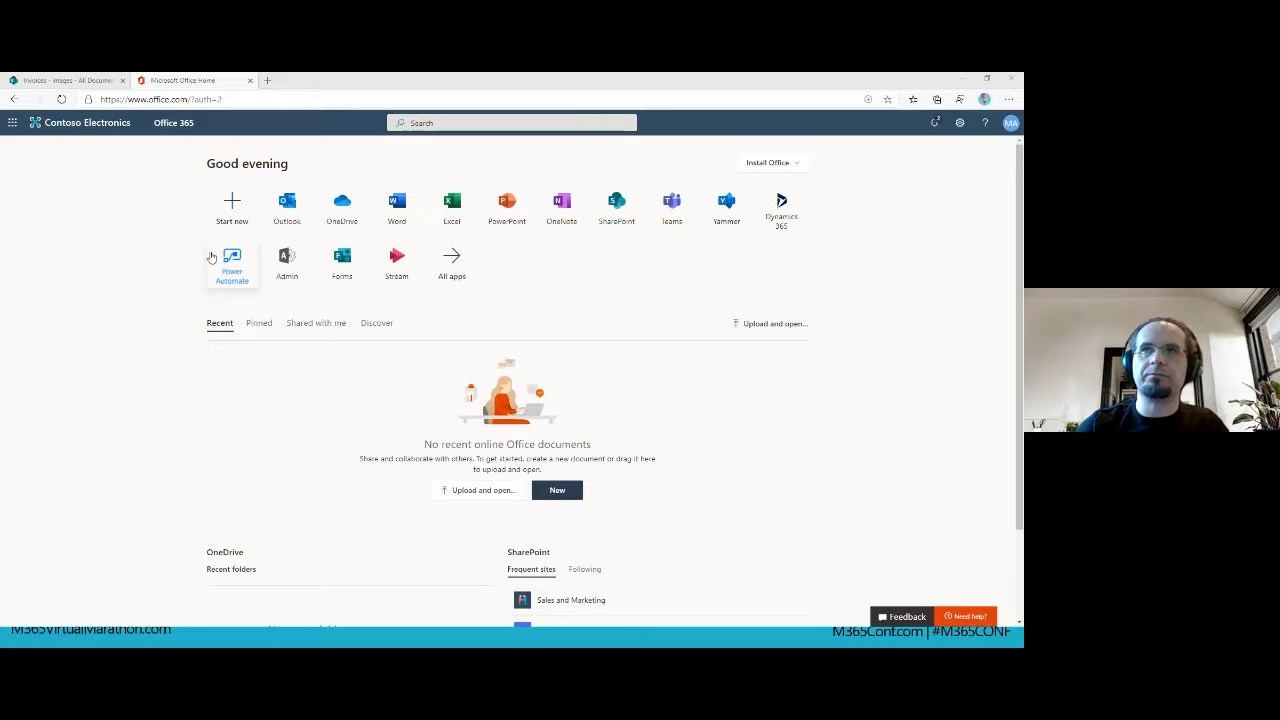 Invoices - Images - All Docume
Microsoft Office Home
https://www.office.com/?auth=2
Contoso Electronics
Office 365
Search
2
?
MA
Good evening
Install Office
Start new
Outlook
OneDrive
Word
Excel
PowerPoint
OneNote
SharePoint
Teams
Yammer
Dynamics
365
Power
Automate
Admin
Forms
Stream
All apps
Recent
Pinned
Shared with me
Discover
Upload and open...
No recent online Office documents
Share and collaborate with others. To get started, create a new document or drag it here
to upload and open.
Upload and open...
New
OneDrive
Recent folders
SharePoint
Frequent sites
Following
Sales and Marketing
Feedback
Need help?
M365VirtualMarathon.com
M365Conf.com | #M365CONF